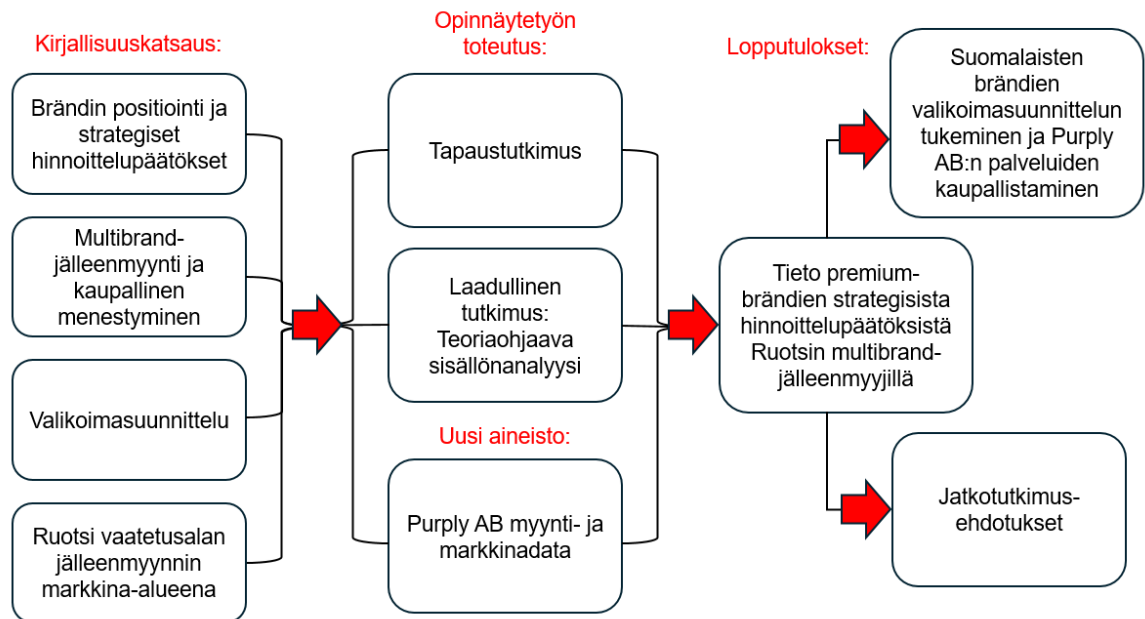 Kirjallisuuskatsaus:
Brändin positiointi ja
strategiset
hinnoittelupäätökset
Multibrand-
jälleenmyynti ja
kaupallinen
menestyminen
Valikoimasuunnittelu
Ruotsi vaatetusalan
jälleenmyynnin
markkina-alueena
Opinnäytetyön
toteutus:
Tapaustutkimus
Laadullinen
tutkimus:
Teoriaohjaava
sisällönanalyysi
Uusi aineisto:
Purply AB myynti- ja
markkinadata
Lopputulokset:
Tieto premium-
brändien strategisista
hinnoittelupäätöksistä
Ruotsin multibrand-
jälleenmyyjillä
Suomalaisten
brändien
valikoimasuunnittelun
tukeminen ja Purply
AB:n palveluiden
kaupallistaminen
Jatkotutkimus-
ehdotukset